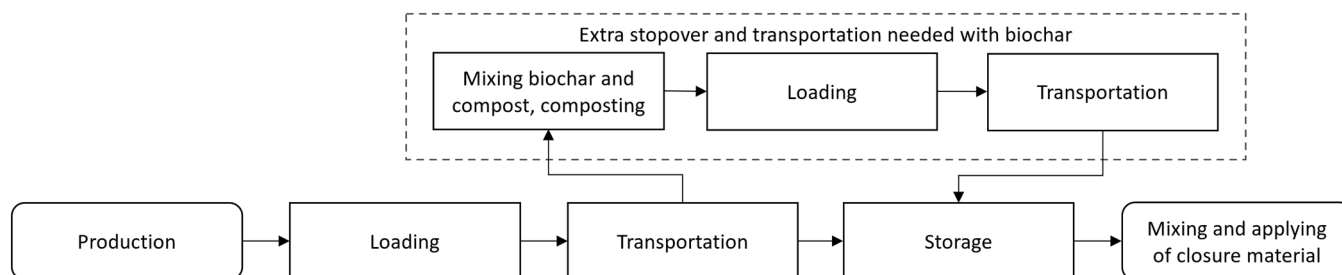 Extra stopover and transportation needed with biochar
Mixing biochar and
compost, composting
Loading
Transportation
Production
Loading
Transportation
Storage
Mixing and applying
of closure material